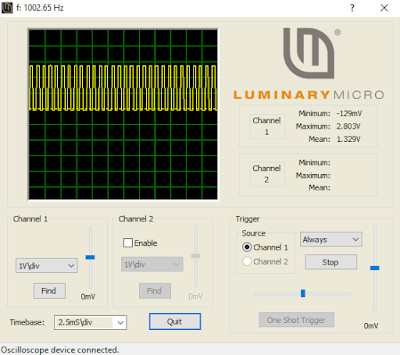 f: 1002.65 Hz
®
LUMINARYMICRO
Channel 1
Minimum: -129mV
Maximum: 2.803V
Mean: 1.329V
Channel 2
Minimum:
Maximum:
Mean:
Channel 1
1V\div
Find
0mV
Channel 2
Enable
1V\div
Find
0mV
Trigger
Source
Channel 1
Channel 2
Always
Stop
One Shot Trigger
0mV
Timebase: 2.5mS\div
Quit
Oscilloscope device connected.